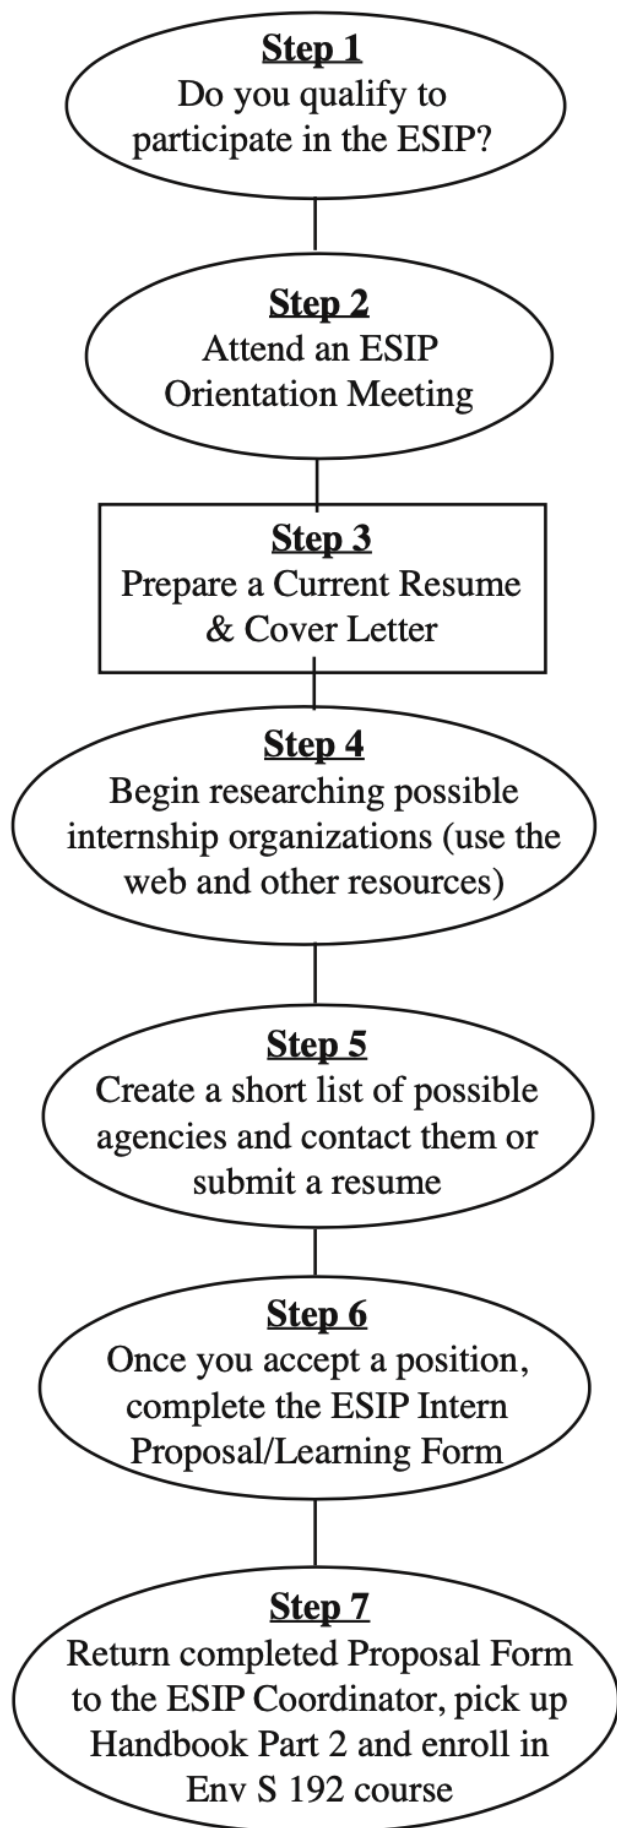 Step 1
Do you qualify to
participate in the ESIP?
Step 2
Attend an ESIP
Orientation Meeting
Step 3
Prepare a Current Resume
& Cover Letter
Step 4
Begin researching possible
internship organizations (use the
web and other resources)
Step 5
Create a short list of possible
agencies and contact them or
submit a resume
Step 6
Once you accept a position,
complete the ESIP Intern
Proposal/Learning Form
Step 7
Return completed Proposal Form
to the ESIP Coordinator, pick up
Handbook Part 2 and enroll in
Env S 192 course